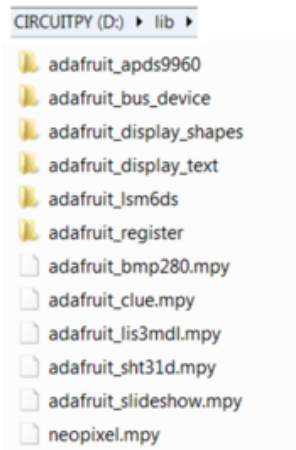 CIRCUITPY (D:) ▸ lib ▸
adafruit_apds9960
adafruit_bus_device
adafruit_display_shapes
adafruit_display_text
adafruit_lsm6ds
adafruit_register
adafruit_bmp280.mpy
adafruit_clue.mpy
adafruit_lis3mdl.mpy
adafruit_sht31d.mpy
adafruit_slideshow.mpy
neopixel.mpy